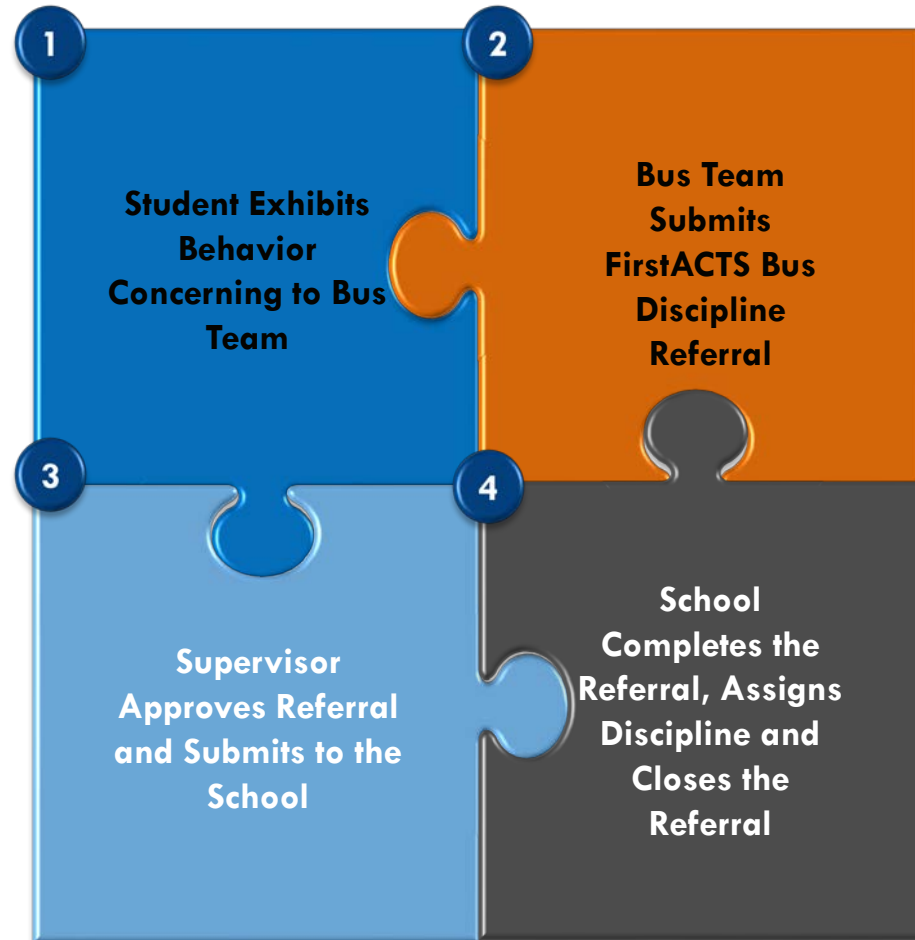 1
Student Exhibits
Behavior
Concerning to Bus
Team
2
Bus Team
Submits
FirstACTS Bus
Discipline
Referral
3
Supervisor
Approves Referral
and Submits to the
School
4
School
Completes the
Referral, Assigns
Discipline and
Closes the
Referral